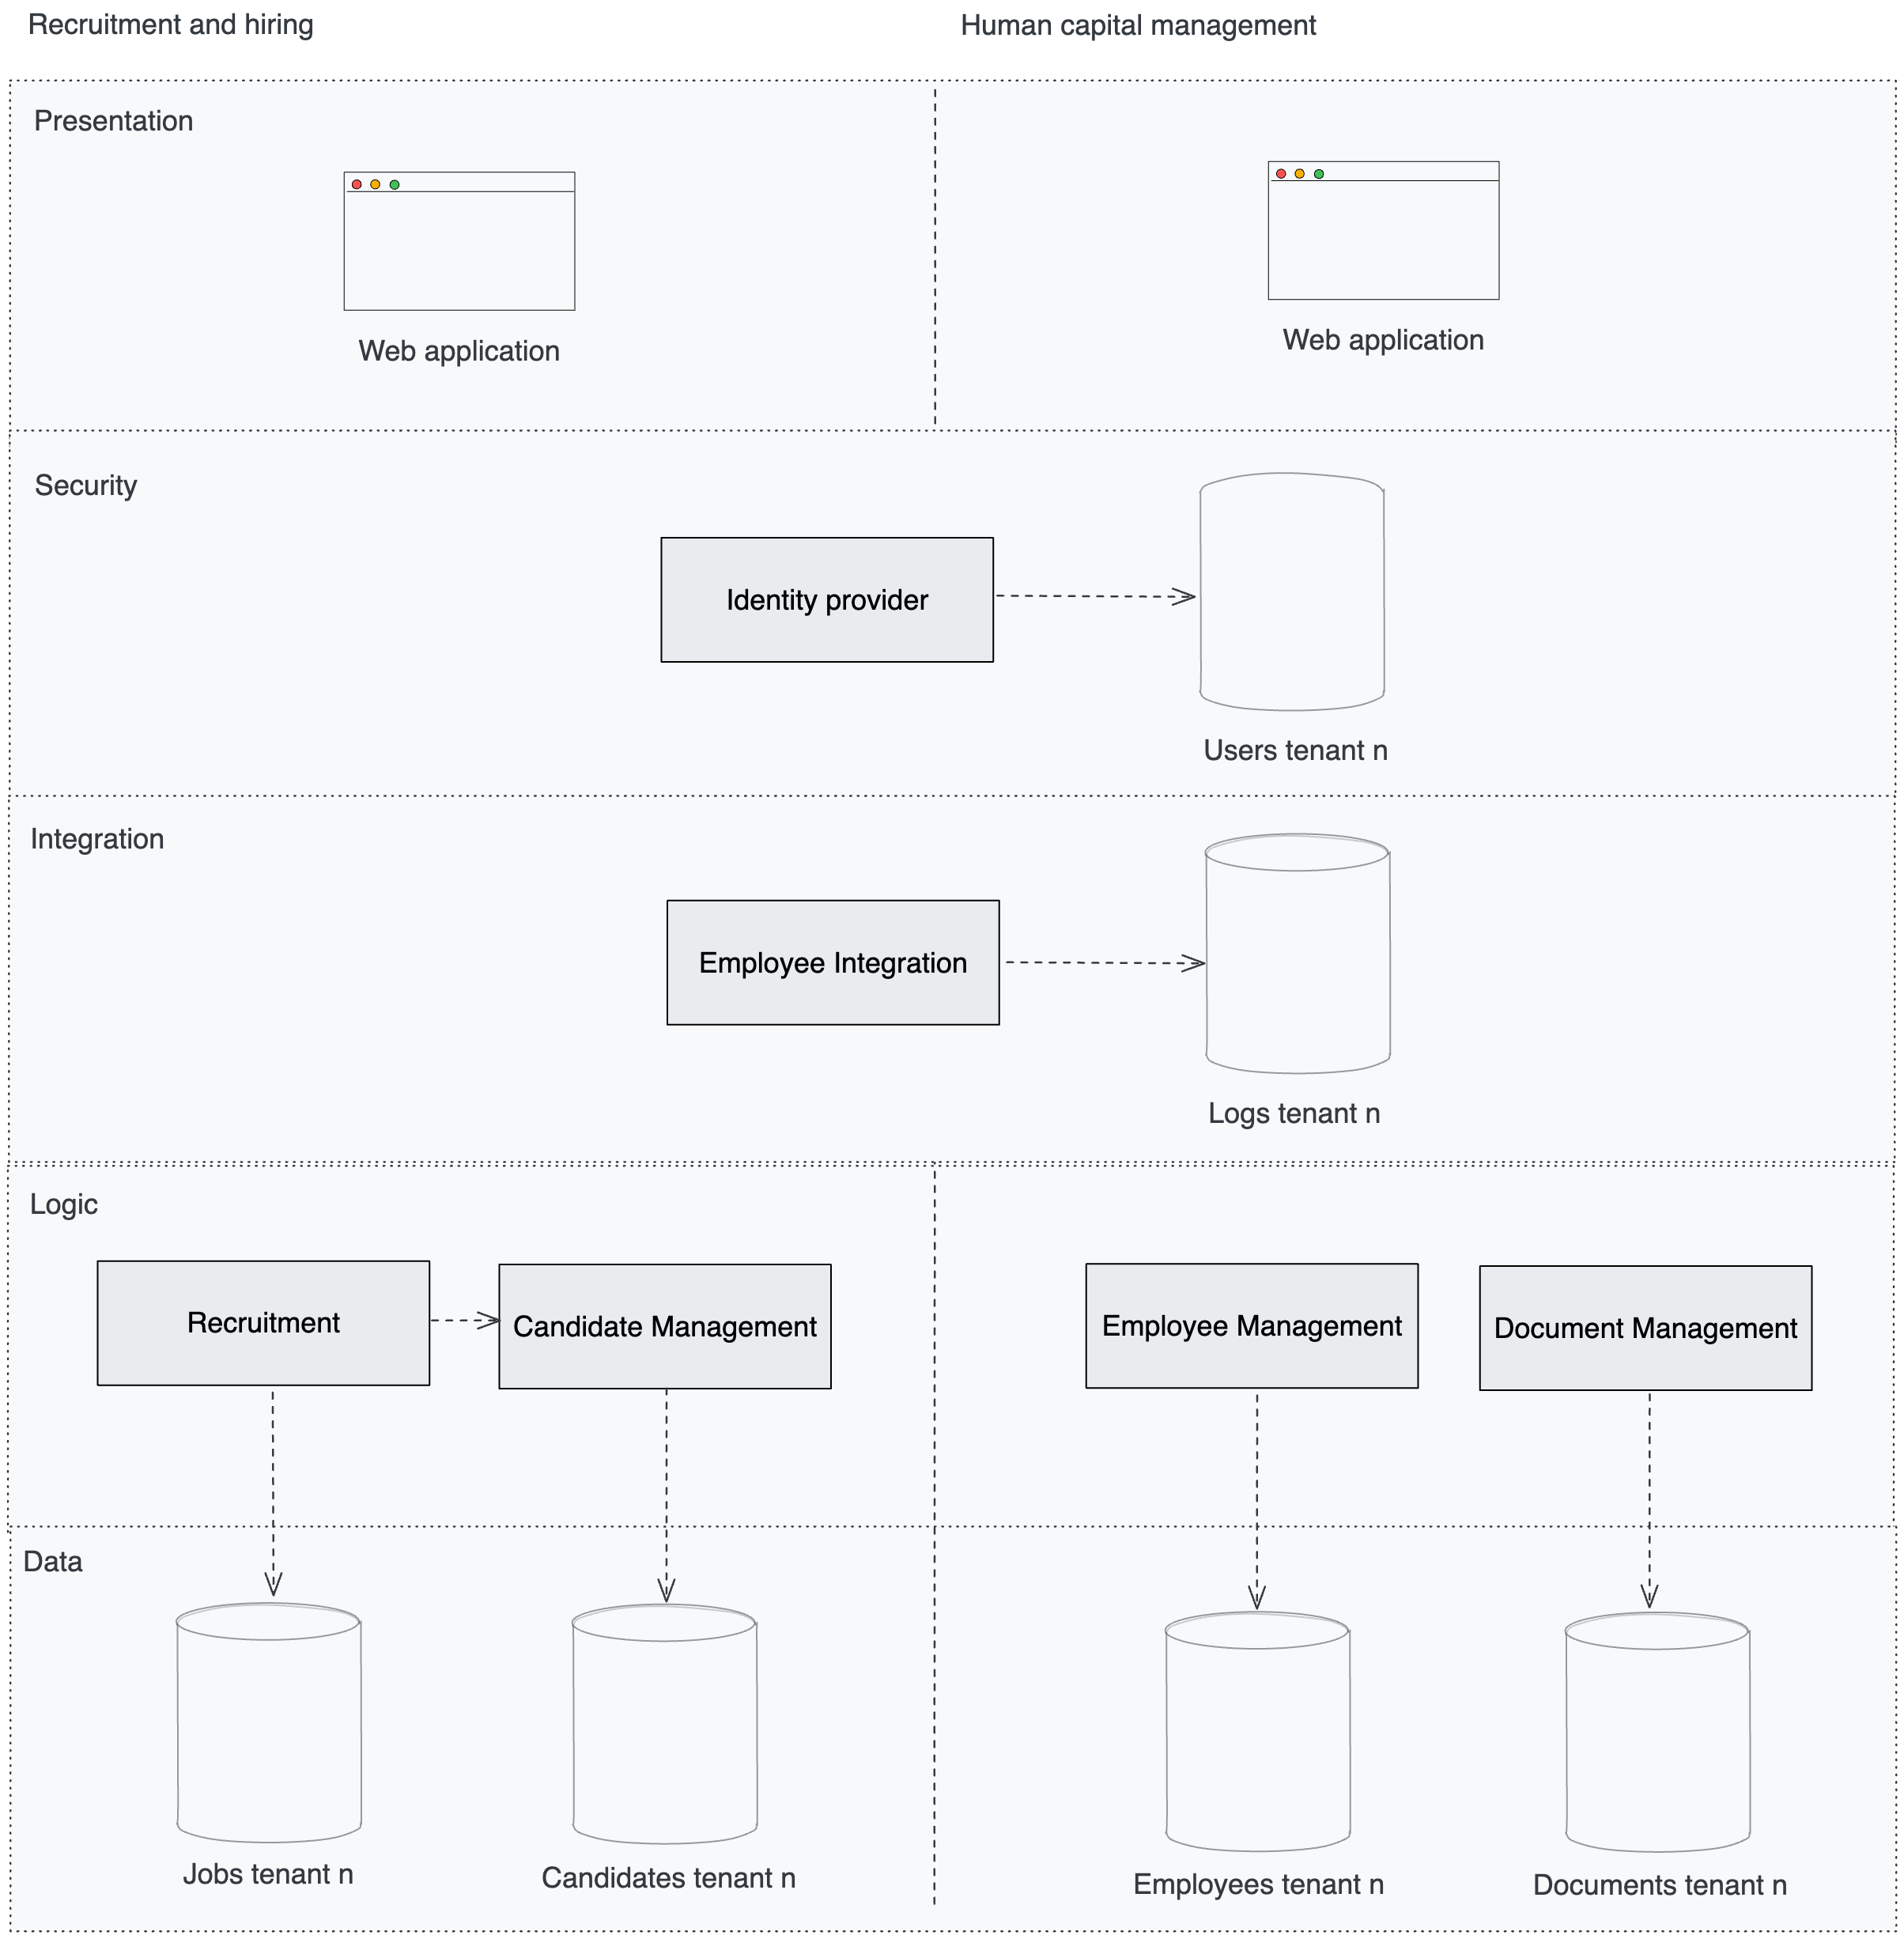 Recruitment and hiring
Human capital management
Presentation
Web application
Web application
Security
Identity provider
Users tenant n
Integration
Employee Integration
Logs tenant n
Logic
Recruitment
Candidate Management
Employee Management
Document Management
Data
Jobs tenant n
Candidates tenant n
Employees tenant n
Documents tenant n